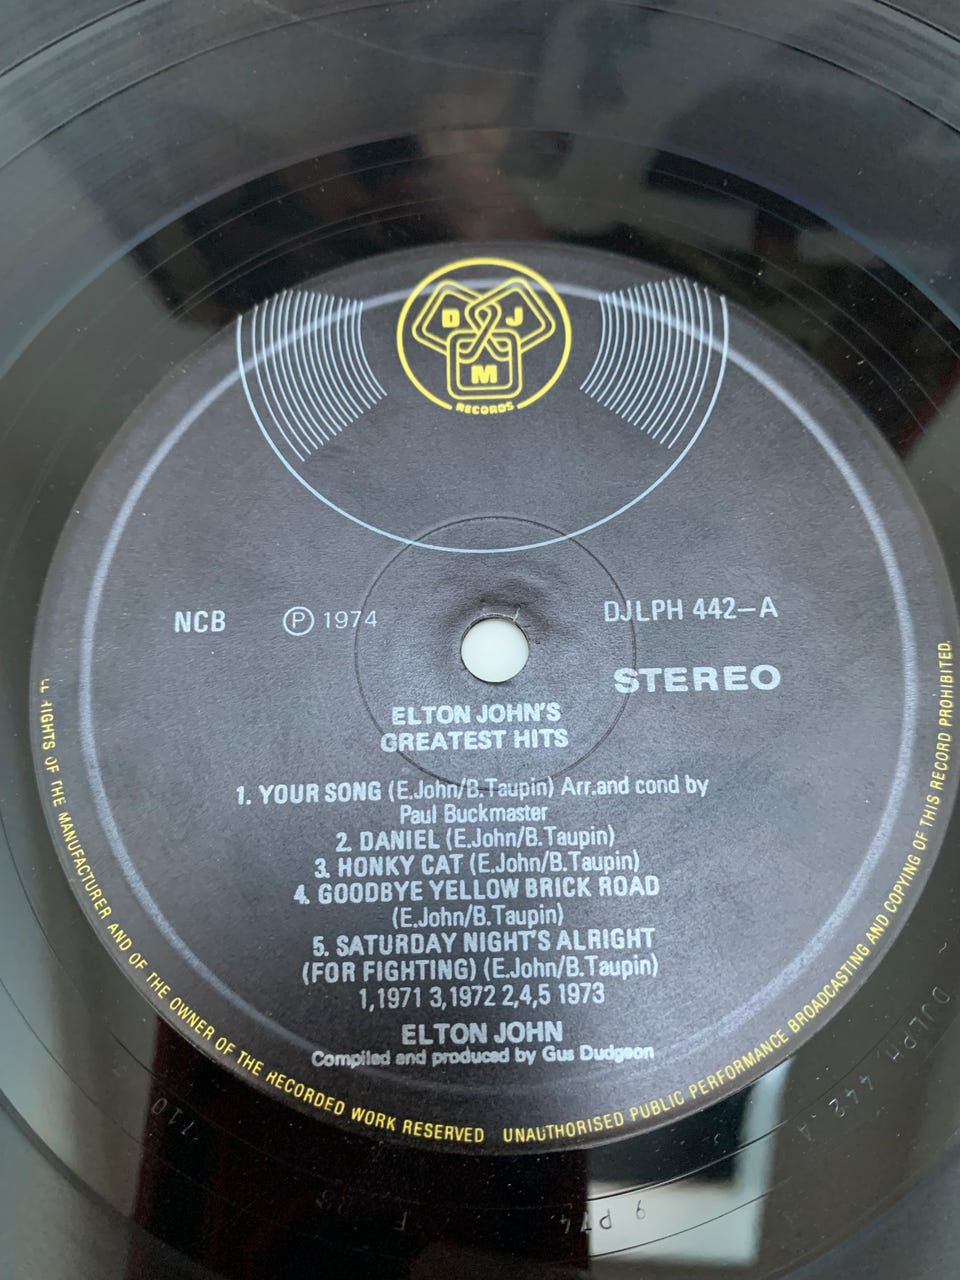 D J
M
RECORDS
NCB
Ⓟ 1974
DJLPH 442–A
STEREO
ELTON JOHN'S
GREATEST HITS
1. YOUR SONG (E.John/B.Taupin) Arr.and cond by
Paul Buckmaster
2. DANIEL (E.John/B.Taupin)
3. HONKY CAT (E.John/B.Taupin)
4. GOODBYE YELLOW BRICK ROAD
(E.John/B.Taupin)
5. SATURDAY NIGHT'S ALRIGHT
(FOR FIGHTING) (E.John/B.Taupin)
1,1971 3,1972 2,4,5 1973
ELTON JOHN
Compiled and produced by Gus Dudgeon
RIGHTS OF THE MANUFACTURER AND OF THE OWNER OF THE RECORDED WORK RESERVED UNAUTHORISED PUBLIC PERFORMANCE BROADCASTING AND COPYING OF THIS RECORD PROHIBITED.
DJLPH. 442 A